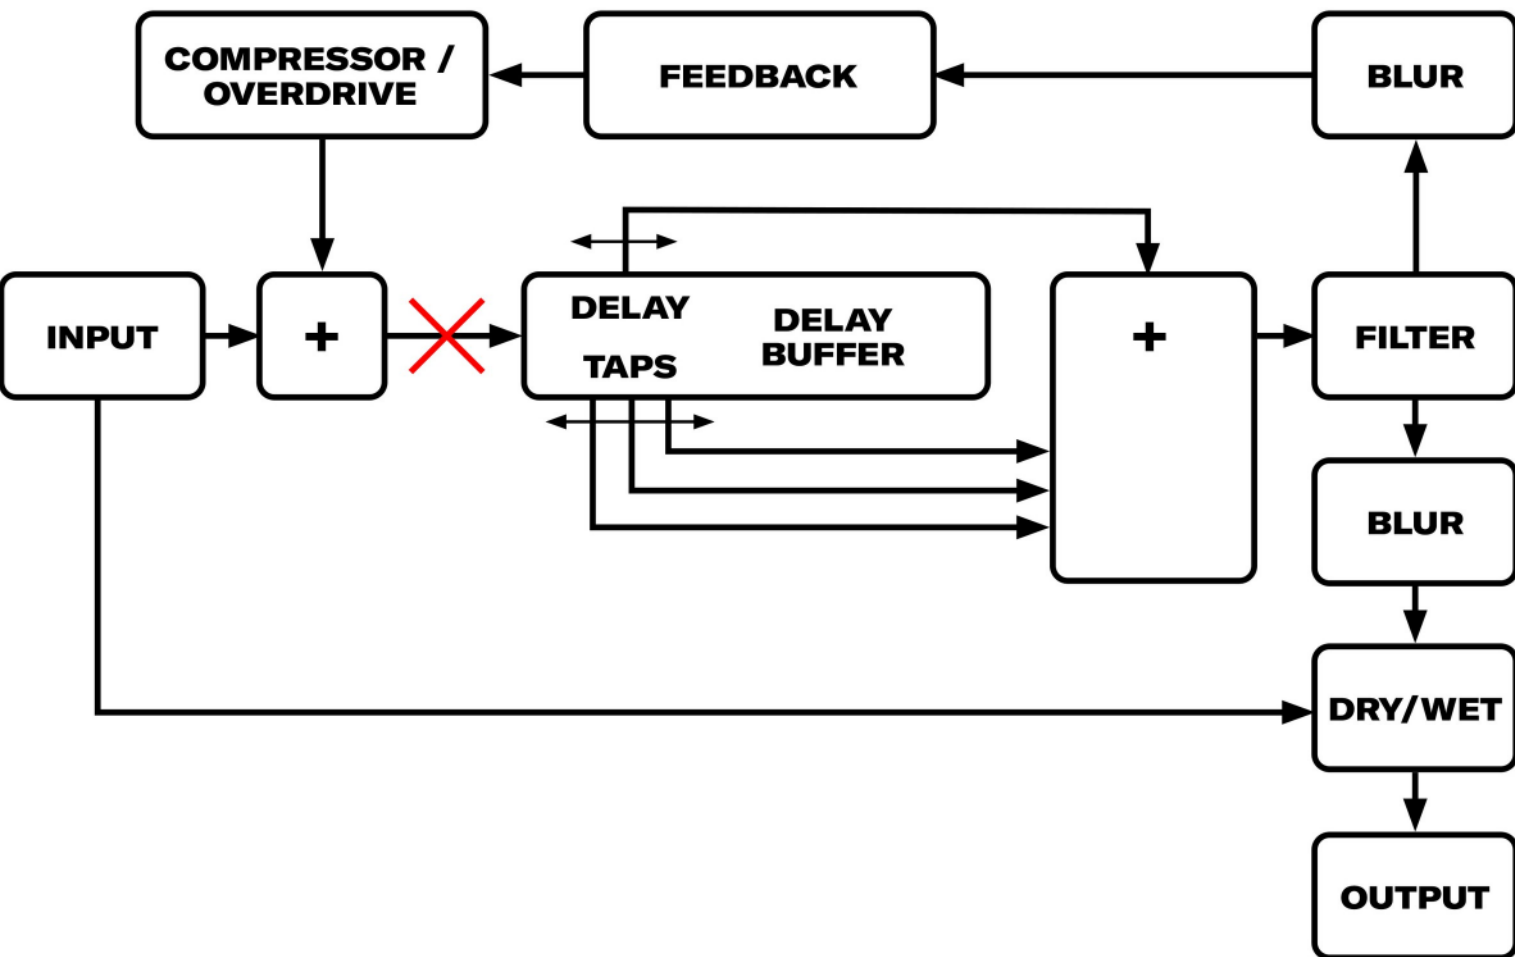 COMPRESSOR /
OVERDRIVE
FEEDBACK
BLUR
INPUT
+
DELAY
TAPS
DELAY
BUFFER
+
FILTER
BLUR
DRY/WET
OUTPUT